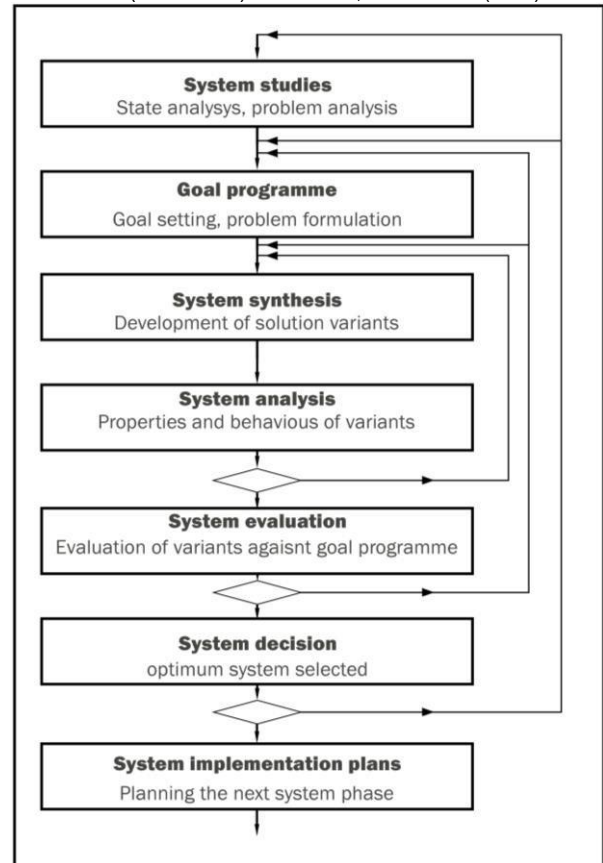 System studies
State analysys, problem analysis
Goal programme
Goal setting, problem formulation
System synthesis
Development of solution variants
System analysis
Properties and behavious of variants
System evaluation
Evaluation of variants agaisnt goal programme
System decision
optimum system selected
System implementation plans
Planning the next system phase